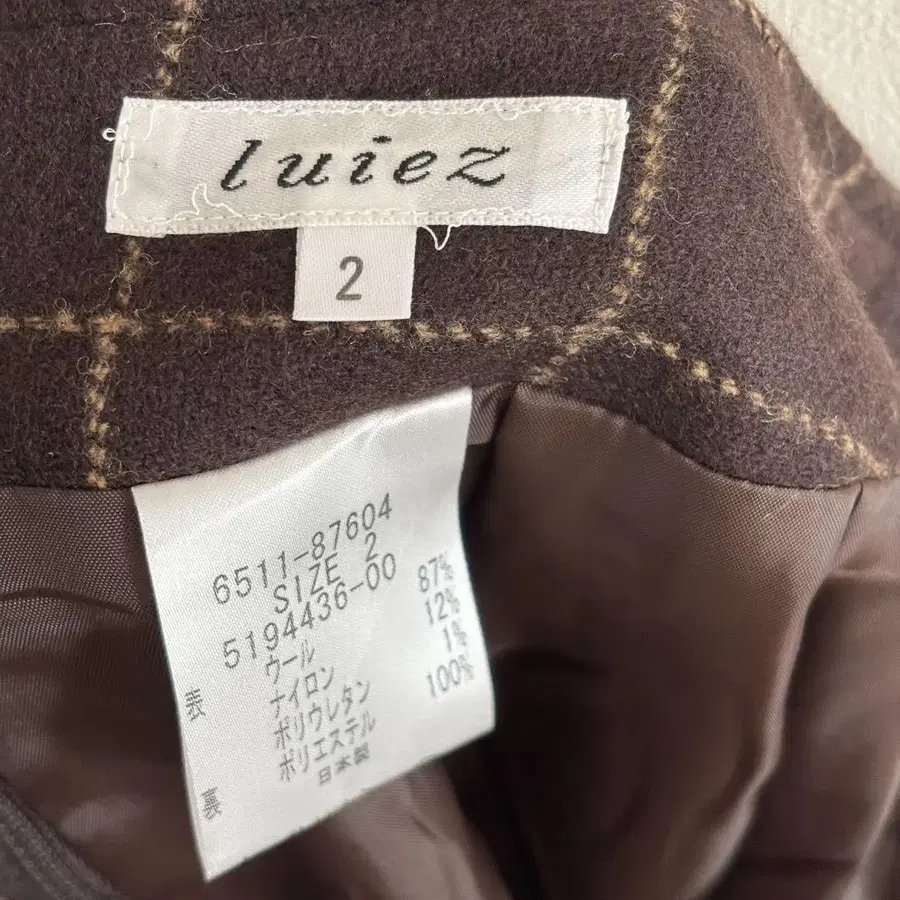 luiez
2
6511-87604
SIZE 2
5194436-00
表 ウール 87%
ナイロン 12%
ポリウレタン 1%
裏 ポリエステル 100%
日本製